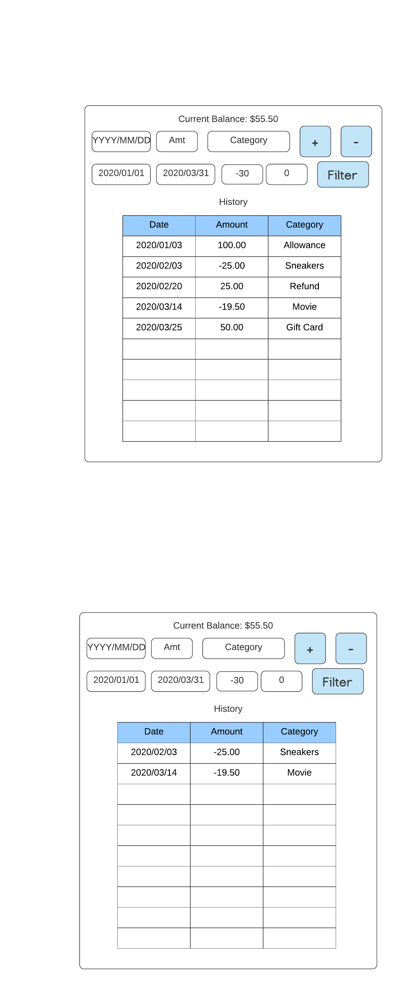 Current Balance: $55.50
YYYY/MM/DD Amt Category + -
2020/01/01 2020/03/31 -30 0 Filter
History
Date Amount Category
2020/01/03 100.00 Allowance
2020/02/03 -25.00 Sneakers
2020/02/20 25.00 Refund
2020/03/14 -19.50 Movie
2020/03/25 50.00 Gift Card
Current Balance: $55.50
YYYY/MM/DD Amt Category + -
2020/01/01 2020/03/31 -30 0 Filter
History
Date Amount Category
2020/02/03 -25.00 Sneakers
2020/03/14 -19.50 Movie